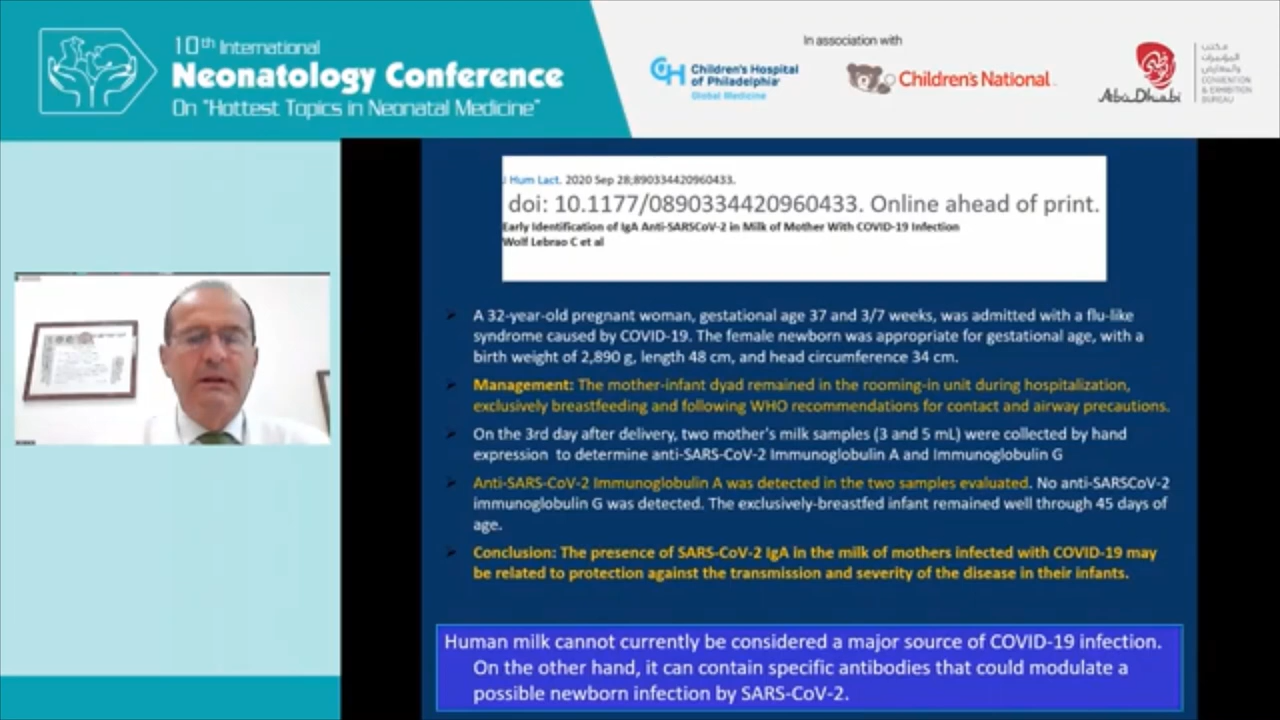 10th International
Neonatology Conference
On "Hottest Topics in Neonatal Medicine"
In association with
CH Children's Hospital
of Philadelphia
Global Medicine
Children's National
Abu Dhabi
مكتب
المؤتمرات
والمعارض
CONVENTION
& EXHIBITION
BUREAU
J Hum Lact. 2020 Sep 28;890334420960433.
doi: 10.1177/0890334420960433. Online ahead of print.
Early Identification of IgA Anti-SARSCoV-2 in Milk of Mother With COVID-19 Infection
Wolf Lebrao C et al
A 32-year-old pregnant woman, gestational age 37 and 3/7 weeks, was admitted with a flu-like
syndrome caused by COVID-19. The female newborn was appropriate for gestational age, with a
birth weight of 2,890 g, length 48 cm, and head circumference 34 cm.
Management: The mother-infant dyad remained in the rooming-in unit during hospitalization,
exclusively breastfeeding and following WHO recommendations for contact and airway precautions.
On the 3rd day after delivery, two mother's milk samples (3 and 5 mL) were collected by hand
expression to determine anti-SARS-CoV-2 Immunoglobulin A and Immunoglobulin G
Anti-SARS-CoV-2 Immunoglobulin A was detected in the two samples evaluated. No anti-SARSCoV-2
immunoglobulin G was detected. The exclusively-breastfed infant remained well through 45 days of
age.
Conclusion: The presence of SARS-CoV-2 IgA in the milk of mothers infected with COVID-19 may
be related to protection against the transmission and severity of the disease in their infants.
Human milk cannot currently be considered a major source of COVID-19 infection.
On the other hand, it can contain specific antibodies that could modulate a
possible newborn infection by SARS-CoV-2.